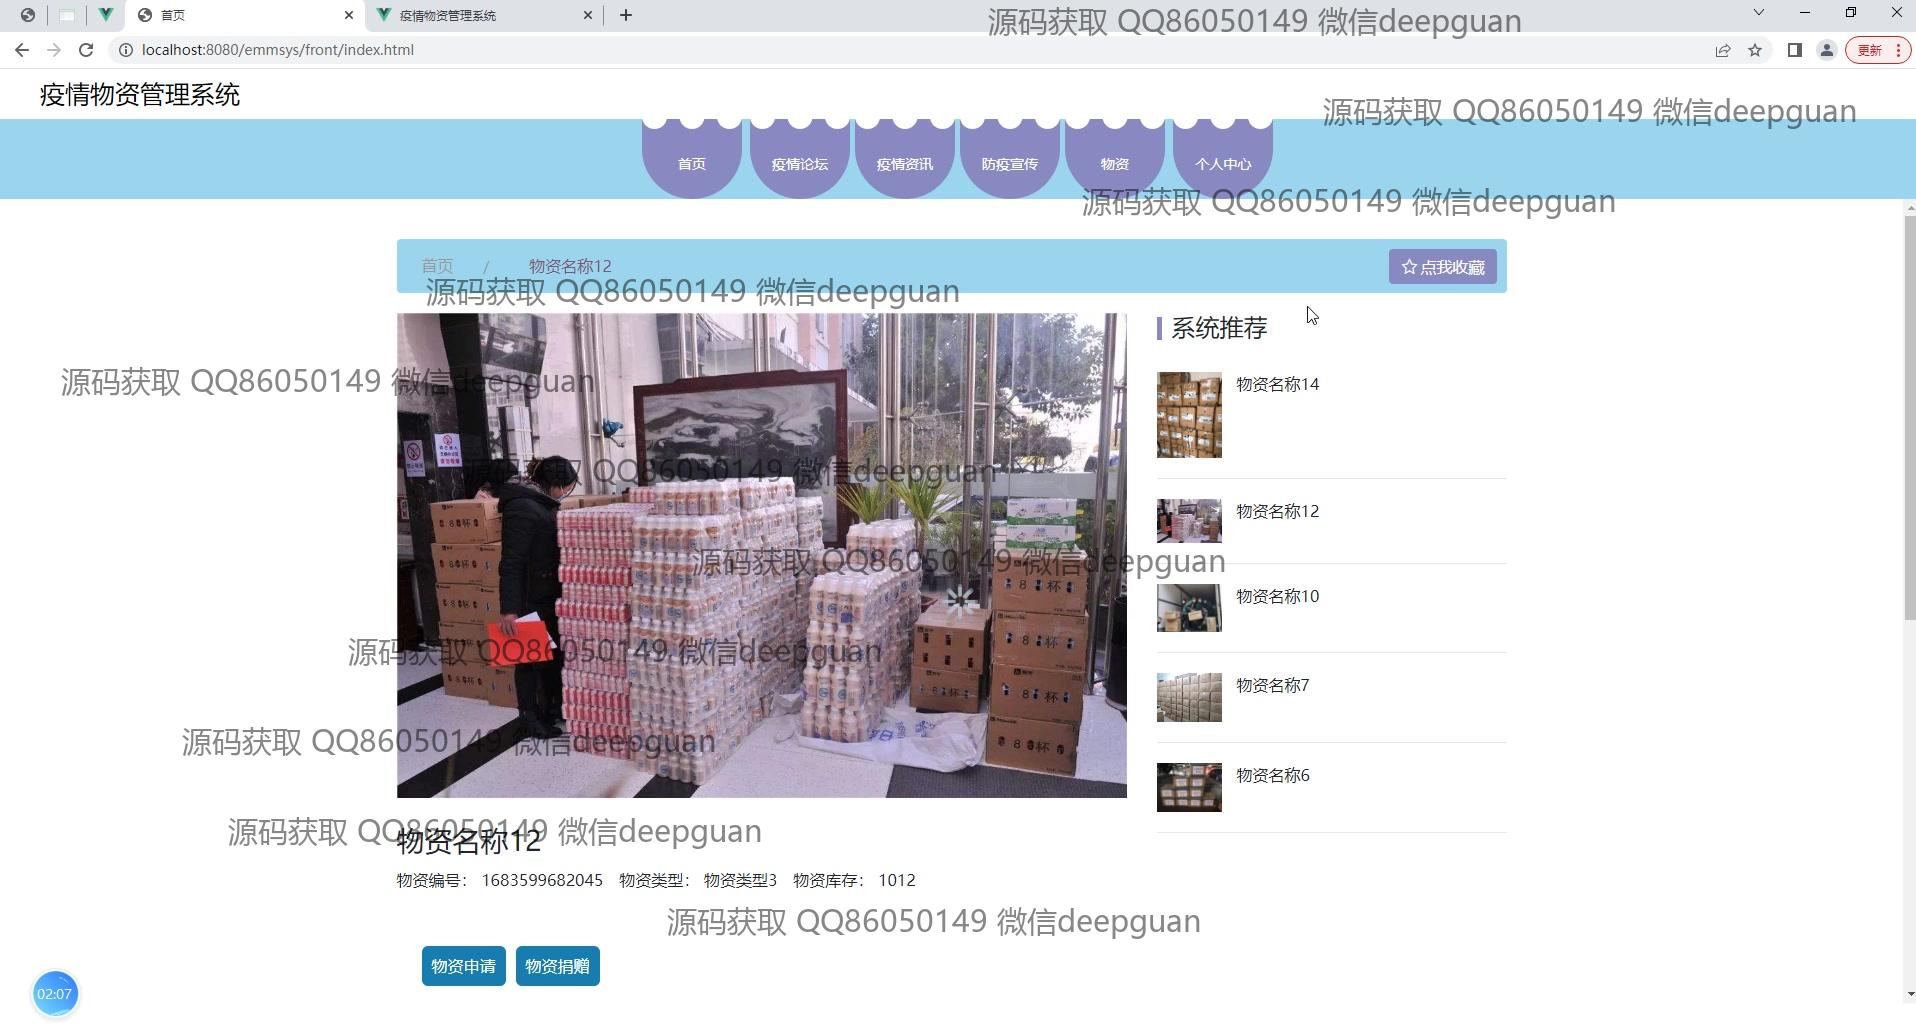 首页
疫情物资管理系统
源码获取 QQ86050149 微信deepguan
localhost:8080/emmsys/front/index.html
更新
疫情物资管理系统
源码获取 QQ86050149 微信deepguan
首页 疫情论坛 疫情资讯 防疫宣传 物资 个人中心
源码获取 QQ86050149 微信deepguan
首页 / 物资名称12
点我收藏
源码获取 QQ86050149 微信deepguan
系统推荐
源码获取 QQ86050149 微信deepguan
物资名称14
源码获取 QQ86050149 微信deepguan
物资名称12
源码获取 QQ86050149 微信deepguan
物资名称10
源码获取 QQ86050149 微信deepguan
物资名称7
源码获取 QQ86050149 微信deepguan
物资名称6
源码获取 QQ86050149 微信deepguan
物资名称12
物资编号： 1683599682045 物资类型： 物资类型3 物资库存： 1012
源码获取 QQ86050149 微信deepguan
物资申请 物资捐赠
02:07